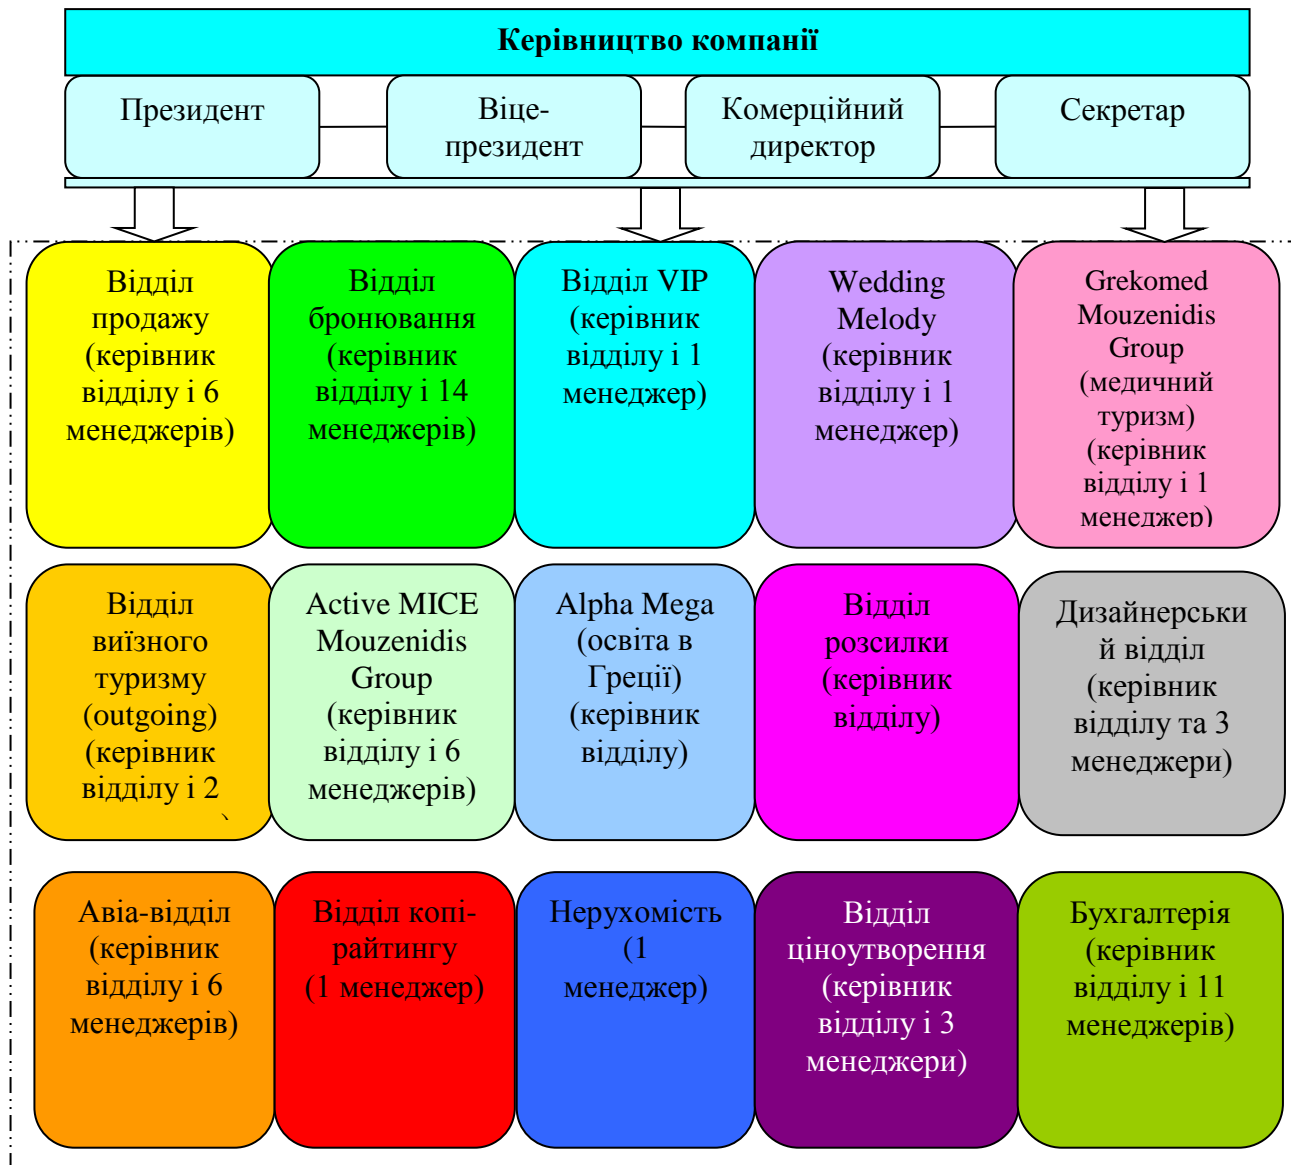 Керівництво компанії
Президент
Віце-
президент
Комерційний
директор
Секретар
Відділ
продажу
(керівник
відділу і 6
менеджерів)
Відділ
бронювання
(керівник
відділу і 14
менеджерів)
Відділ VIP
(керівник
відділу і 1
менеджер)
Wedding
Melody
(керівник
відділу і 1
менеджер)
Grekomed
Mouzenidis
Group
(медичний
туризм)
(керівник
відділу і 1
менеджер)
Відділ
виїзного
туризму
(outgoing)
(керівник
відділу і 2
Active MICE
Mouzenidis
Group
(керівник
відділу і 6
менеджерів)
Alpha Mega
(освіта в
Греції)
(керівник
відділу)
Відділ
розсилки
(керівник
відділу)
Дизайнерськи
й відділ
(керівник
відділу та 3
менеджери)
Авіа-відділ
(керівник
відділу і 6
менеджерів)
Відділ копі-
райтингу
(1 менеджер)
Нерухомість
(1
менеджер)
Відділ
ціноутворення
(керівник
відділу і 3
менеджери)
Бухгалтерія
(керівник
відділу і 11
менеджерів)